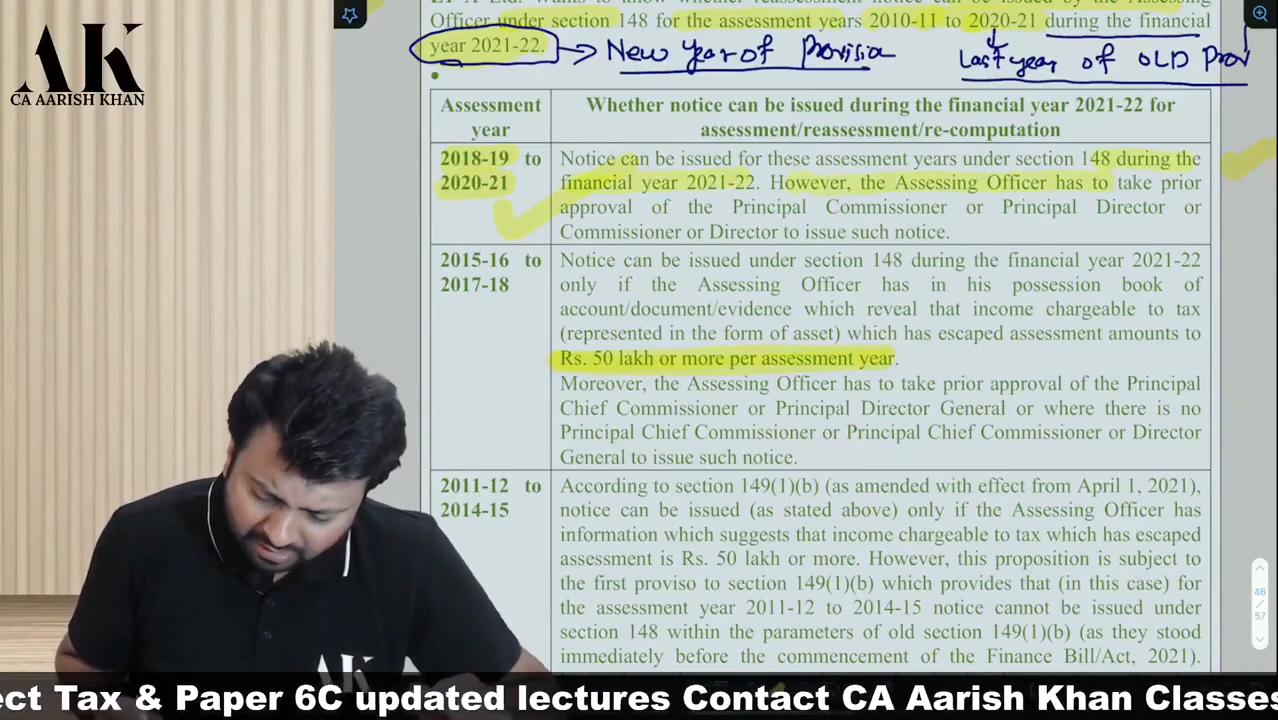 AK
CA AARISH KHAN
Officer under section 148 for the assessment years 2010-11 to 2020-21 during the financial
year 2021-22.
New Year of Provision
Last year of OLD Prov
Assessment
year
Whether notice can be issued during the financial year 2021-22 for
assessment/reassessment/re-computation
2018-19 to
2020-21
Notice can be issued for these assessment years under section 148 during the
financial year 2021-22. However, the Assessing Officer has to take prior
approval of the Principal Commissioner or Principal Director or
Commissioner or Director to issue such notice.
2015-16 to
2017-18
Notice can be issued under section 148 during the financial year 2021-22
only if the Assessing Officer has in his possession book of
account/document/evidence which reveal that income chargeable to tax
(represented in the form of asset) which has escaped assessment amounts to
Rs. 50 lakh or more per assessment year.
Moreover, the Assessing Officer has to take prior approval of the Principal
Chief Commissioner or Principal Director General or where there is no
Principal Chief Commissioner or Principal Chief Commissioner or Director
General to issue such notice.
2011-12 to
2014-15
According to section 149(1)(b) (as amended with effect from April 1, 2021),
notice can be issued (as stated above) only if the Assessing Officer has
information which suggests that income chargeable to tax which has escaped
assessment is Rs. 50 lakh or more. However, this proposition is subject to
the first proviso to section 149(1)(b) which provides that (in this case) for
the assessment year 2011-12 to 2014-15 notice cannot be issued under
section 148 within the parameters of old section 149(1)(b) (as they stood
immediately before the commencement of the Finance Bill/Act, 2021).
46
/
57
AK
ect Tax & Paper 6C updated lectures Contact CA Aarish Khan Classes